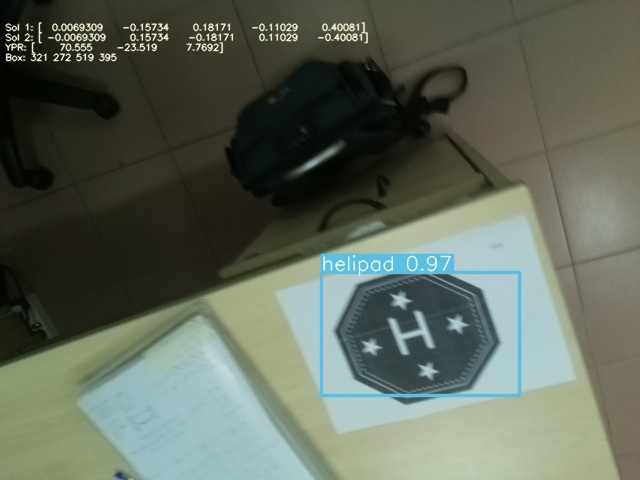 Sol 1: [ 0.0069309 -0.15734 0.18171 -0.11029 0.40081]
Sol 2: [ -0.0069309 0.15734 -0.18171 0.11029 -0.40081]
YPR: [ 70.555 -23.519 7.7692]
Box: 321 272 519 395
helipad 0.97
H